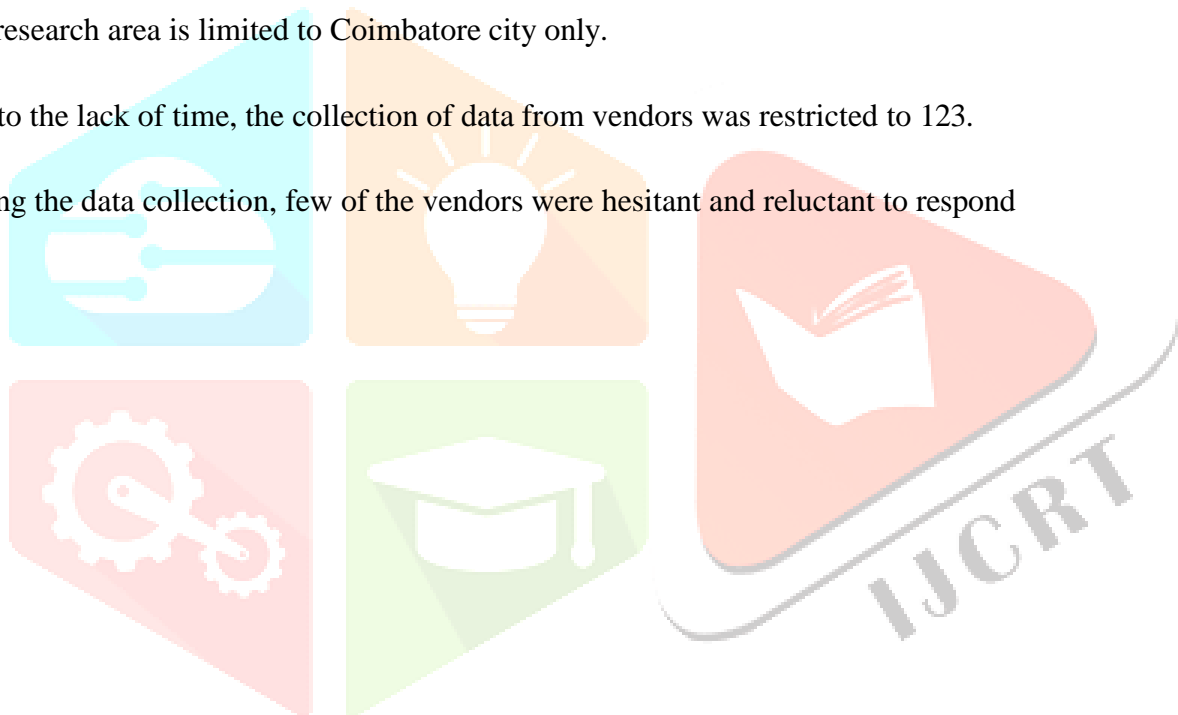 research area is limited to Coimbatore city only.
to the lack of time, the collection of data from vendors was restricted to 123.
ng the data collection, few of the vendors were hesitant and reluctant to respond
IJCRT